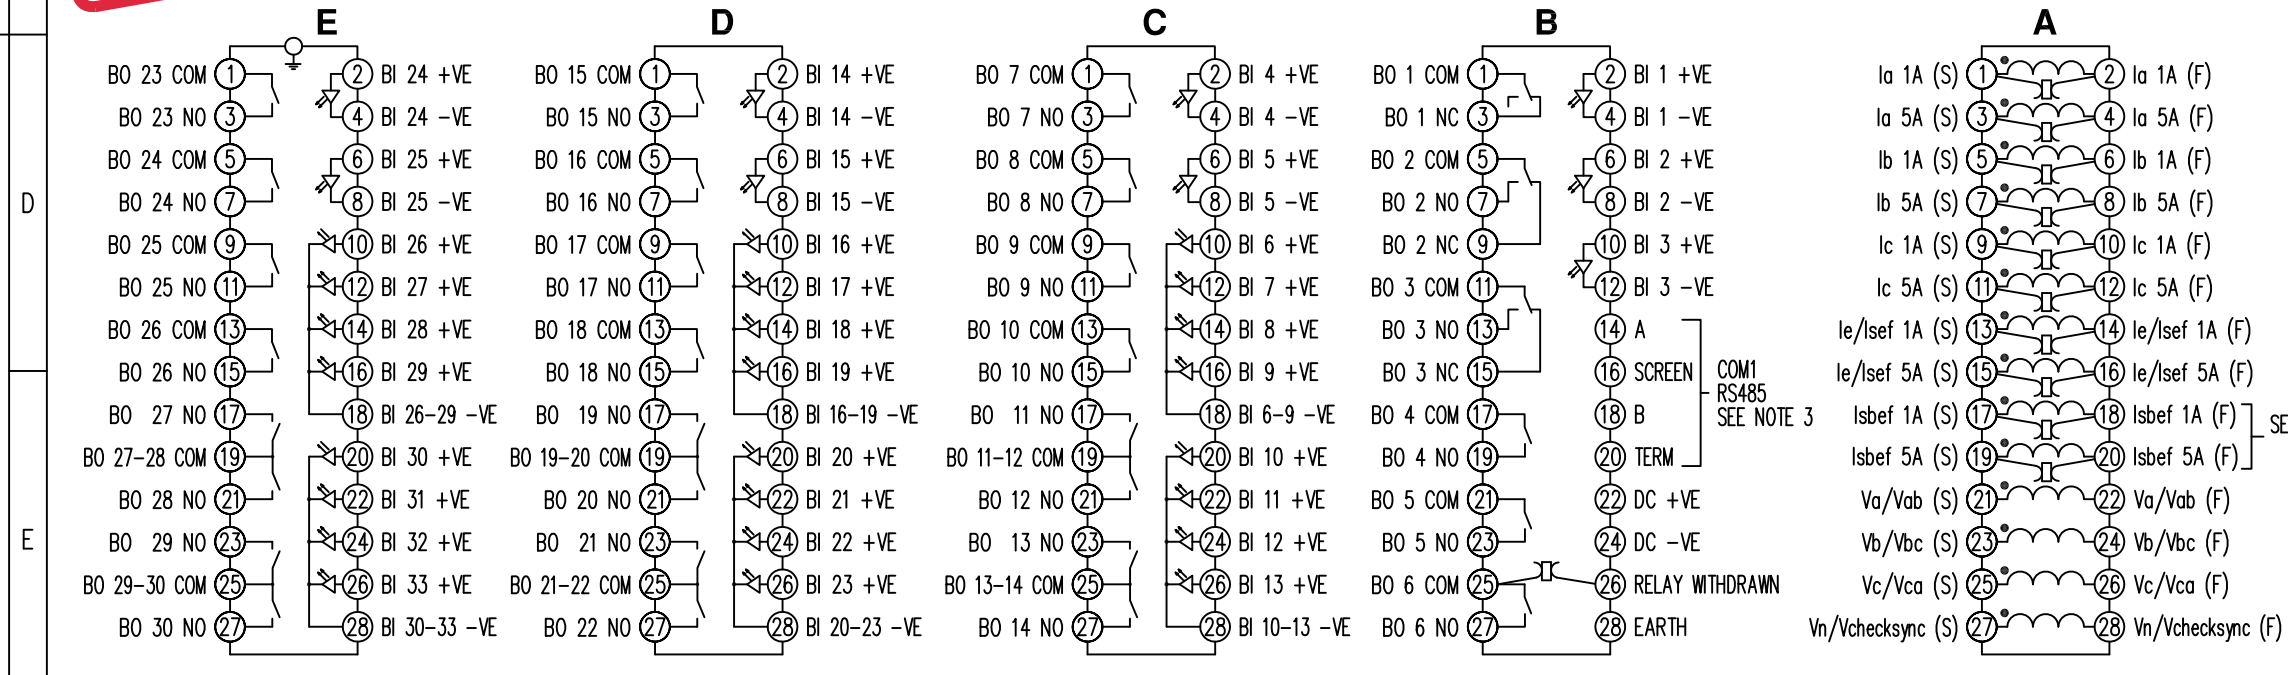 E D C B A
BO 23 COM 1 2 BI 24 +VE BO 15 COM 1 2 BI 14 +VE BO 7 COM 1 2 BI 4 +VE BO 1 COM 1 2 BI 1 +VE Ia 1A (S) 1 2 Ia 1A (F)
BO 23 NO 3 4 BI 24 -VE BO 15 NO 3 4 BI 14 -VE BO 7 NO 3 4 BI 4 -VE BO 1 NC 3 4 BI 1 -VE Ia 5A (S) 3 4 Ia 5A (F)
BO 24 COM 5 6 BI 25 +VE BO 16 COM 5 6 BI 15 +VE BO 8 COM 5 6 BI 5 +VE BO 2 COM 5 6 BI 2 +VE Ib 1A (S) 5 6 Ib 1A (F)
D BO 24 NO 7 8 BI 25 -VE BO 16 NO 7 8 BI 15 -VE BO 8 NO 7 8 BI 5 -VE BO 2 NO 7 8 BI 2 -VE Ib 5A (S) 7 8 Ib 5A (F)
BO 25 COM 9 10 BI 26 +VE BO 17 COM 9 10 BI 16 +VE BO 9 COM 9 10 BI 6 +VE BO 2 NC 9 10 BI 3 +VE Ic 1A (S) 9 10 Ic 1A (F)
BO 25 NO 11 12 BI 27 +VE BO 17 NO 11 12 BI 17 +VE BO 9 NO 11 12 BI 7 +VE BO 3 COM 11 12 BI 3 -VE Ic 5A (S) 11 12 Ic 5A (F)
BO 26 COM 13 14 BI 28 +VE BO 18 COM 13 14 BI 18 +VE BO 10 COM 13 14 BI 8 +VE BO 3 NO 13 14 A Ie/Isef 1A (S) 13 14 Ie/Isef 1A (F)
BO 26 NO 15 16 BI 29 +VE BO 18 NO 15 16 BI 19 +VE BO 10 NO 15 16 BI 9 +VE BO 3 NC 15 16 SCREEN COM1 Ie/Isef 5A (S) 15 16 Ie/Isef 5A (F)
RS485
BO 27 NO 17 18 BI 26-29 -VE BO 19 NO 17 18 BI 16-19 -VE BO 11 NO 17 18 BI 6-9 -VE BO 4 COM 17 18 B SEE NOTE 3 Isbef 1A (S) 17 18 Isbef 1A (F) SE
BO 27-28 COM 19 20 BI 30 +VE BO 19-20 COM 19 20 BI 20 +VE BO 11-12 COM 19 20 BI 10 +VE BO 4 NO 19 20 TERM Isbef 5A (S) 19 20 Isbef 5A (F)
BO 28 NO 21 22 BI 31 +VE BO 20 NO 21 22 BI 21 +VE BO 12 NO 21 22 BI 11 +VE BO 5 COM 21 22 DC +VE Va/Vab (S) 21 22 Va/Vab (F)
E BO 29 NO 23 24 BI 32 +VE BO 21 NO 23 24 BI 22 +VE BO 13 NO 23 24 BI 12 +VE BO 5 NO 23 24 DC -VE Vb/Vbc (S) 23 24 Vb/Vbc (F)
BO 29-30 COM 25 26 BI 33 +VE BO 21-22 COM 25 26 BI 23 +VE BO 13-14 COM 25 26 BI 13 +VE BO 6 COM 25 26 RELAY WITHDRAWN Vc/Vca (S) 25 26 Vc/Vca (F)
BO 30 NO 27 28 BI 30-33 -VE BO 22 NO 27 28 BI 20-23 -VE BO 14 NO 27 28 BI 10-13 -VE BO 6 NO 27 28 EARTH Vn/Vchecksync (S) 27 28 Vn/Vchecksync (F)